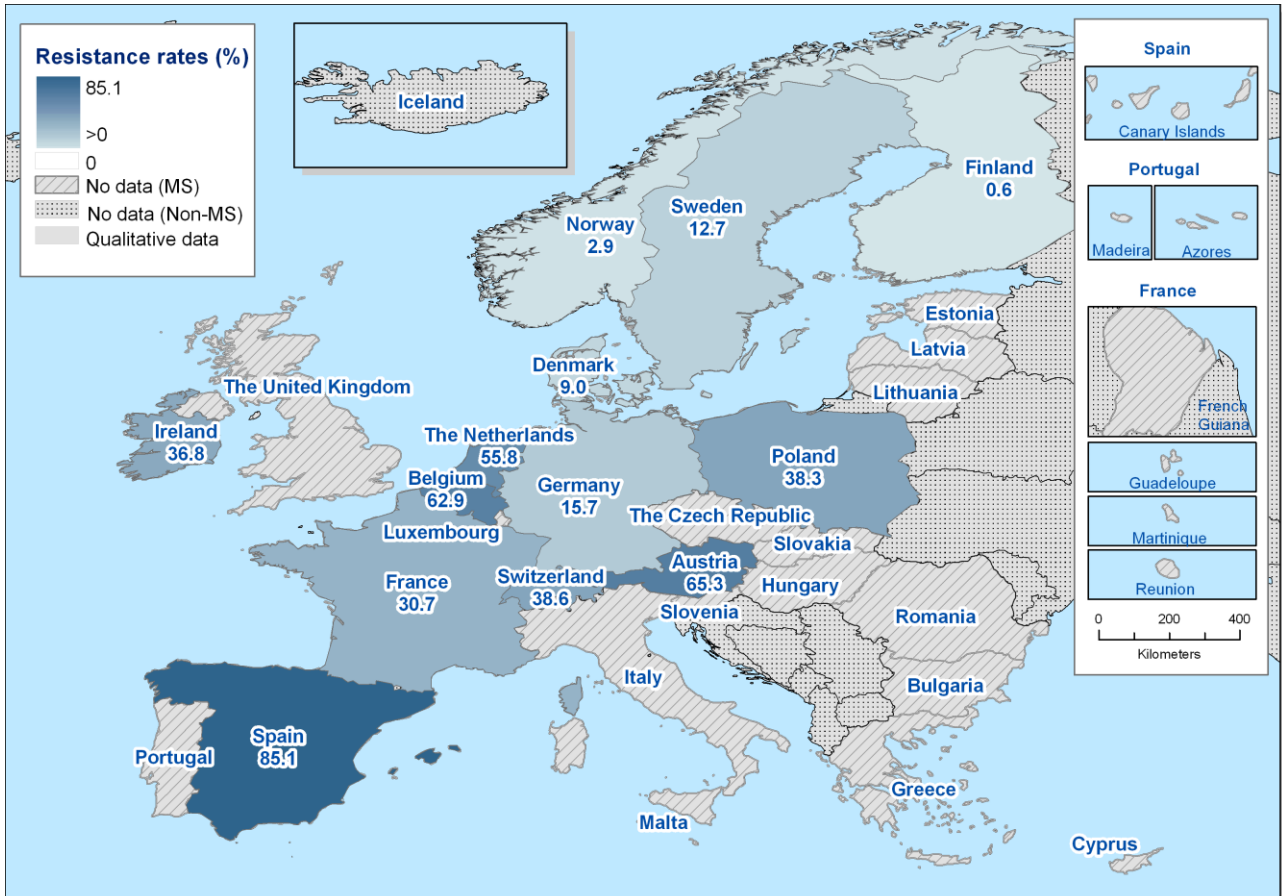 Resistance rates (%)
85.1
>0
0
No data (MS)
No data (Non-MS)
Qualitative data
Iceland
Spain
Canary Islands
Portugal
Madeira
Azores
France
French
Guiana
Guadeloupe
Martinique
Reunion
0 200 400
Kilometers
Finland
0.6
Sweden
12.7
Norway
2.9
Estonia
Latvia
Lithuania
Denmark
9.0
The United Kingdom
Ireland
36.8
The Netherlands
55.8
Belgium
62.9
Germany
15.7
Poland
38.3
The Czech Republic
Luxembourg
Slovakia
Austria
65.3
Hungary
France
30.7
Switzerland
38.6
Slovenia
Romania
Italy
Bulgaria
Spain
85.1
Portugal
Greece
Malta
Cyprus